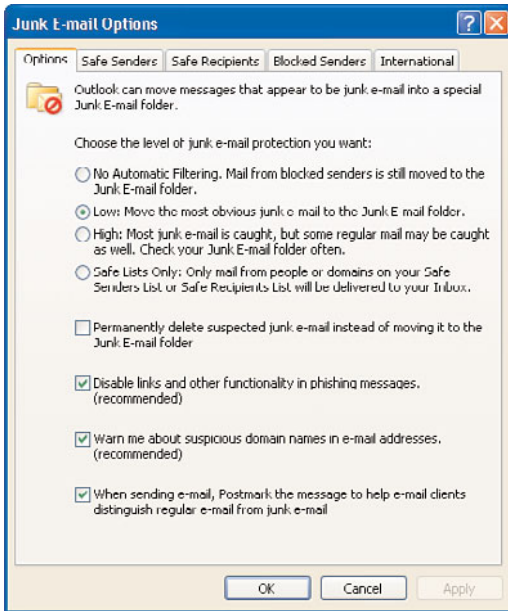 Junk E-mail Options
Options Safe Senders Safe Recipients Blocked Senders International
Outlook can move messages that appear to be junk e-mail into a special
Junk E-mail folder.
Choose the level of junk e-mail protection you want:
No Automatic Filtering. Mail from blocked senders is still moved to the
Junk E-mail folder.
Low: Move the most obvious junk e-mail to the Junk E-mail folder.
High: Most junk e-mail is caught, but some regular mail may be caught
as well. Check your Junk E-mail folder often.
Safe Lists Only: Only mail from people or domains on your Safe
Senders List or Safe Recipients List will be delivered to your Inbox.
Permanently delete suspected junk e-mail instead of moving it to the
Junk E-mail folder
Disable links and other functionality in phishing messages.
(recommended)
Warn me about suspicious domain names in e-mail addresses.
(recommended)
When sending e-mail, Postmark the message to help e-mail clients
distinguish regular e-mail from junk e-mail
OK Cancel Apply